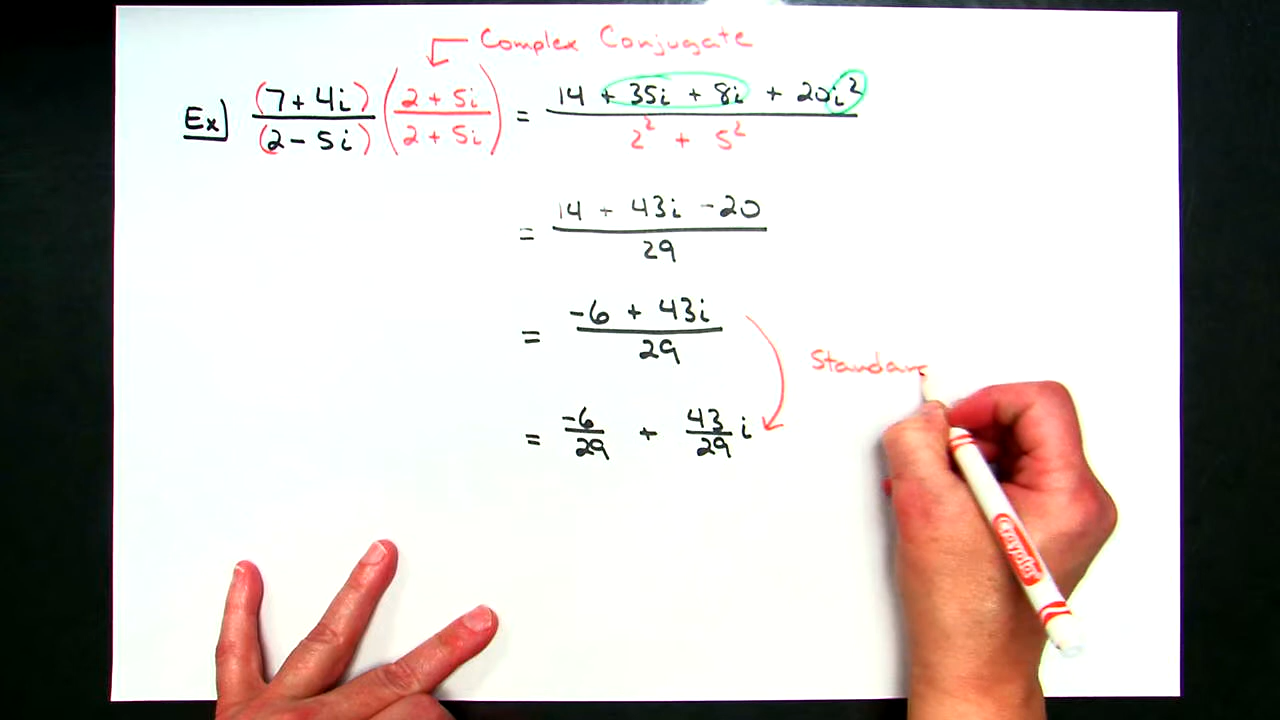 Complex Conjugate
Ex) (7+4i)/(2-5i) (2+5i/2+5i) = 14 + 35i + 8i + 20i²/2² + 5²
= 14 + 43i -20/29
= -6 + 43i/29
Standard
= -6/29 + 43/29 i
Crayola